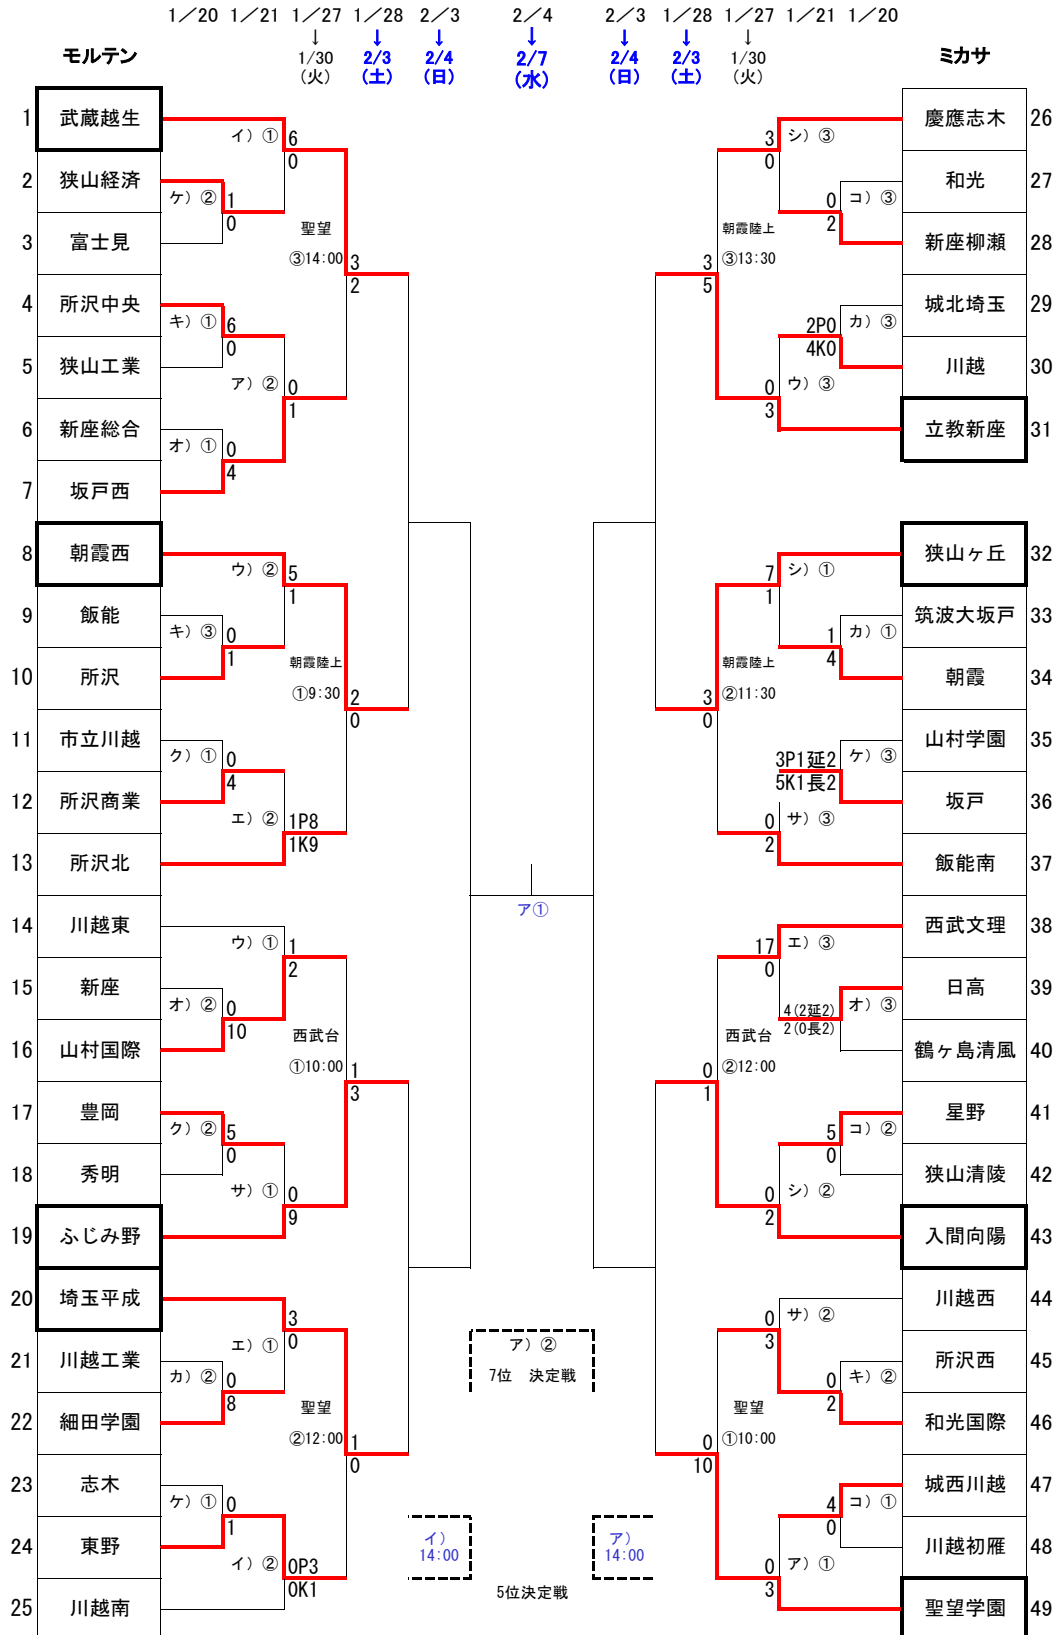 1/20 1/21 1/27 1/28 2/3 2/4 2/3 1/28 1/27 1/21 1/20
↓ ↓ ↓ ↓ ↓ ↓ ↓
モルテン 1/30 2/3 2/4 2/7 2/4 2/3 1/30 ミカサ
(火) (土) (日) (水) (日) (土) (火)
1 武蔵越生
イ) ① 6
0
2 狭山経済
ケ) ② 1
0
3 富士見
聖望
③14:00 3
2
4 所沢中央
キ) ① 6
0
5 狭山工業
ア) ② 0
1
6 新座総合
オ) ① 0
4
7 坂戸西
8 朝霞西
ウ) ② 5
1
9 飯能
キ) ③ 0
1
10 所沢
朝霞陸上
①9:30 2
0
11 市立川越
ク) ① 0
4
12 所沢商業
エ) ② 1P8
1K9
13 所沢北
14 川越東
ウ) ① 1
2
15 新座
オ) ② 0
10
16 山村国際
西武台
①10:00 1
3
17 豊岡
ク) ② 5
0
18 秀明
サ) ① 0
9
19 ふじみ野
20 埼玉平成
3
エ) ① 0
21 川越工業
カ) ② 0
8
22 細田学園
聖望
②12:00 1
0
23 志木
ケ) ① 0
1
24 東野
イ) ② 0P3
0K1
25 川越南
ア①
ア) ②
7位 決定戦
イ)
14:00
ア)
14:00
5位決定戦
慶應志木 26
3 シ) ③
0
和光 27
0 コ) ③
2
新座柳瀬 28
朝霞陸上
3 ③13:30
5
城北埼玉 29
2P0 カ) ③
4K0
川越 30
0 ウ) ③
3
立教新座 31
狭山ヶ丘 32
7 シ) ①
1
筑波大坂戸 33
1 カ) ①
4
朝霞 34
朝霞陸上
3 ②11:30
0
山村学園 35
3P1延2 ケ) ③
5K1長2
坂戸 36
0 サ) ③
2
飯能南 37
西武文理 38
17 エ) ③
0
日高 39
4(2延2) オ) ③
2(0長2)
鶴ヶ島清風 40
西武台
0 ②12:00
1
星野 41
5 コ) ②
0
狭山清陵 42
0 シ) ②
2
入間向陽 43
川越西 44
0 サ) ②
3
所沢西 45
0 キ) ②
2
和光国際 46
聖望
0 ①10:00
10
城西川越 47
4 コ) ①
0
川越初雁 48
0 ア) ①
3
聖望学園 49